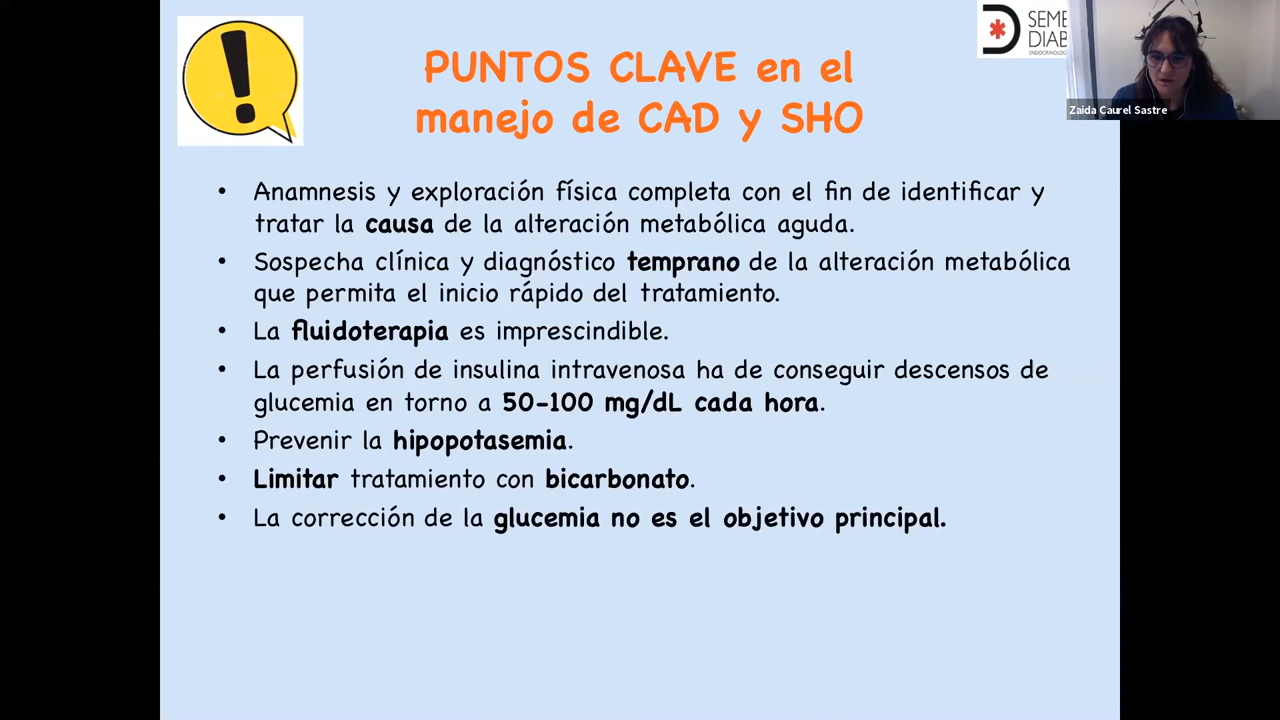 PUNTOS CLAVE en el
manejo de CAD y SHO
SEME
DIAB
Zaida Caurel Sastre
• Anamnesis y exploración física completa con el fin de identificar y
tratar la causa de la alteración metabólica aguda.
• Sospecha clínica y diagnóstico temprano de la alteración metabólica
que permita el inicio rápido del tratamiento.
• La fluidoterapia es imprescindible.
• La perfusión de insulina intravenosa ha de conseguir descensos de
glucemia en torno a 50-100 mg/dL cada hora.
• Prevenir la hipopotasemia.
• Limitar tratamiento con bicarbonato.
• La corrección de la glucemia no es el objetivo principal.